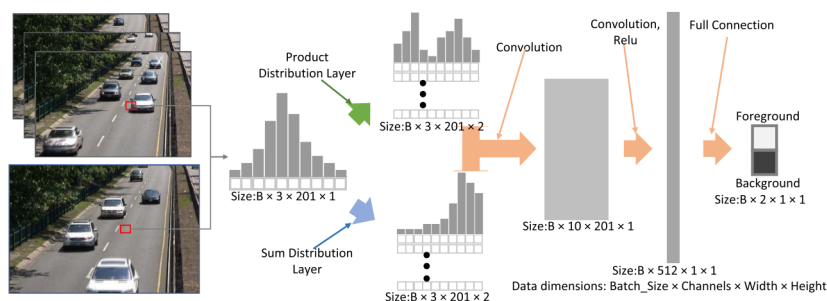 Product
Distribution Layer
Convolution
Convolution,
Relu
Full Connection
Size:B × 3 × 201 × 2
Foreground
Background
Size:B × 3 × 201 × 1
Size:B × 2 × 1 × 1
Size:B × 10 × 201 × 1
Sum Distribution
Layer
Size:B × 512 × 1 × 1
Size:B × 3 × 201 × 2
Data dimensions: Batch_Size × Channels × Width × Height